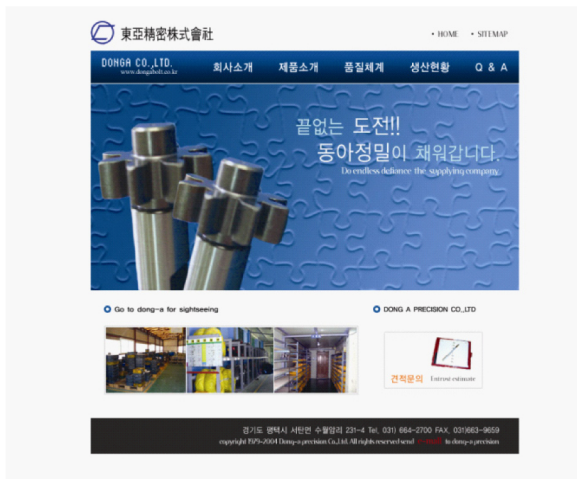 東亞精密株式會社
• HOME • SITEMAP
DONGA CO.,LTD.
www.dongabolt.co.kr
회사소개 제품소개 품질체계 생산현황 Q & A
끝없는 도전!!
동아정밀이 채워갑니다.
Do endless defiance the supplying company.
Go to dong-a for sightseeing
DONG A PRECISION CO.,LTD
견적문의 Entrust estimate
경기도 평택시 서탄면 수월암리 231-4 Tel, 031) 664-2700 FAX, 031)663-9659
copyright 1979-2004 Dong-a precision Co.,Ltd. All rights reserved send to dong-a precision